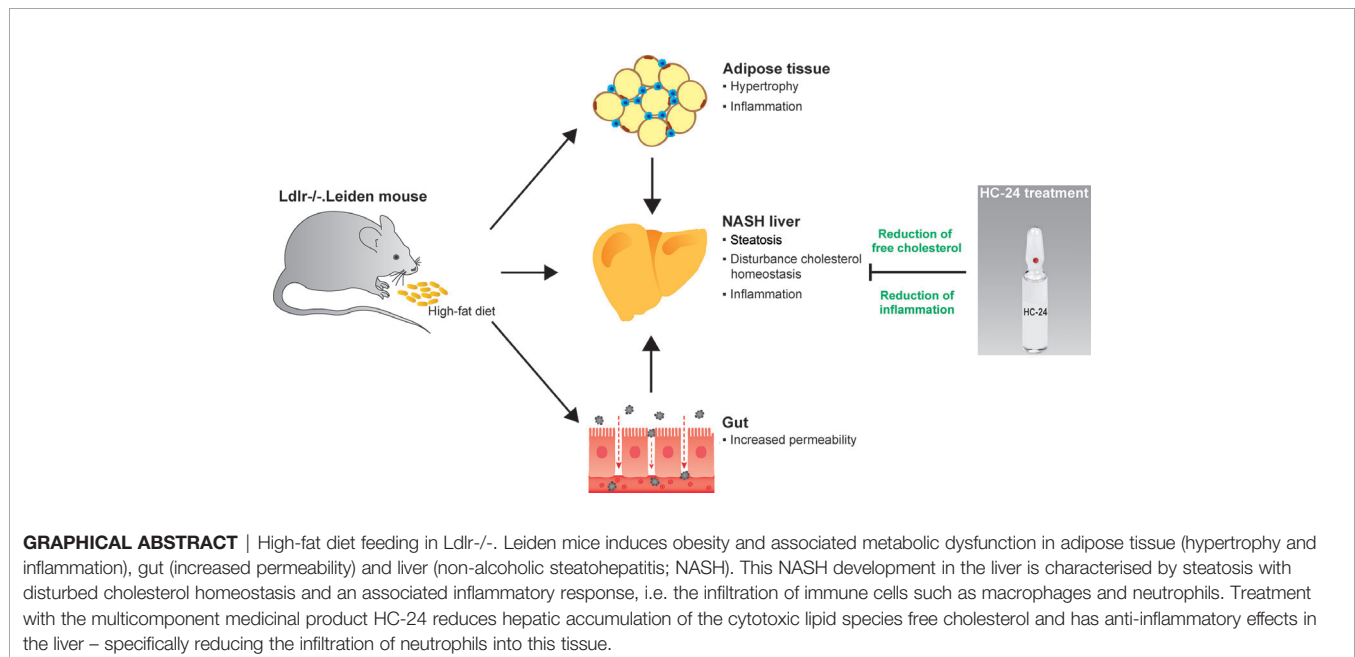 Adipose tissue
▪ Hypertrophy
▪ Inflammation
Ldlr-/-.Leiden mouse
High-fat diet
NASH liver
▪ Steatosis
▪ Disturbance cholesterol
homeostasis
▪ Inflammation
Reduction of
free cholesterol
Reduction of
inflammation
HC-24 treatment
HC-24
Gut
▪ Increased permeability
GRAPHICAL ABSTRACT | High-fat diet feeding in Ldlr-/-. Leiden mice induces obesity and associated metabolic dysfunction in adipose tissue (hypertrophy and
inflammation), gut (increased permeability) and liver (non-alcoholic steatohepatitis; NASH). This NASH development in the liver is characterised by steatosis with
disturbed cholesterol homeostasis and an associated inflammatory response, i.e. the infiltration of immune cells such as macrophages and neutrophils. Treatment
with the multicomponent medicinal product HC-24 reduces hepatic accumulation of the cytotoxic lipid species free cholesterol and has anti-inflammatory effects in
the liver – specifically reducing the infiltration of neutrophils into this tissue.